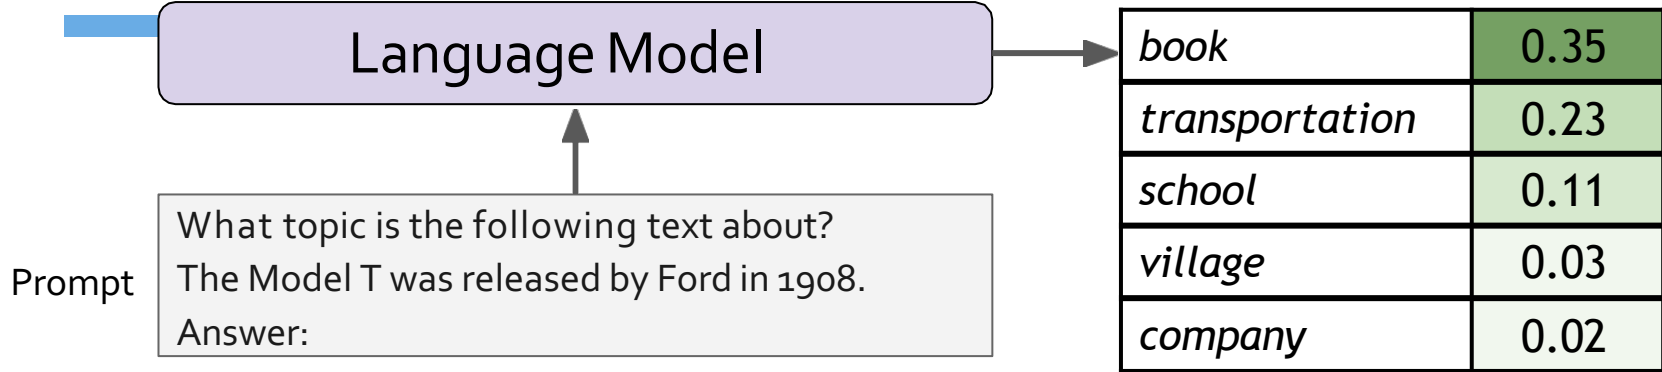 Language Model
Prompt
What topic is the following text about?
The Model T was released by Ford in 1908.
Answer:
book 0.35
transportation 0.23
school 0.11
village 0.03
company 0.02